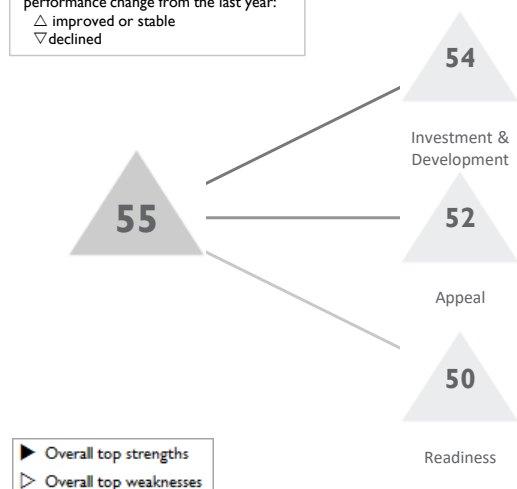 performance change from the last year:
△ improved or stable
▽ declined
54
Investment &
Development
55
52
Appeal
50
Readiness
▶ Overall top strengths
▷ Overall top weaknesses